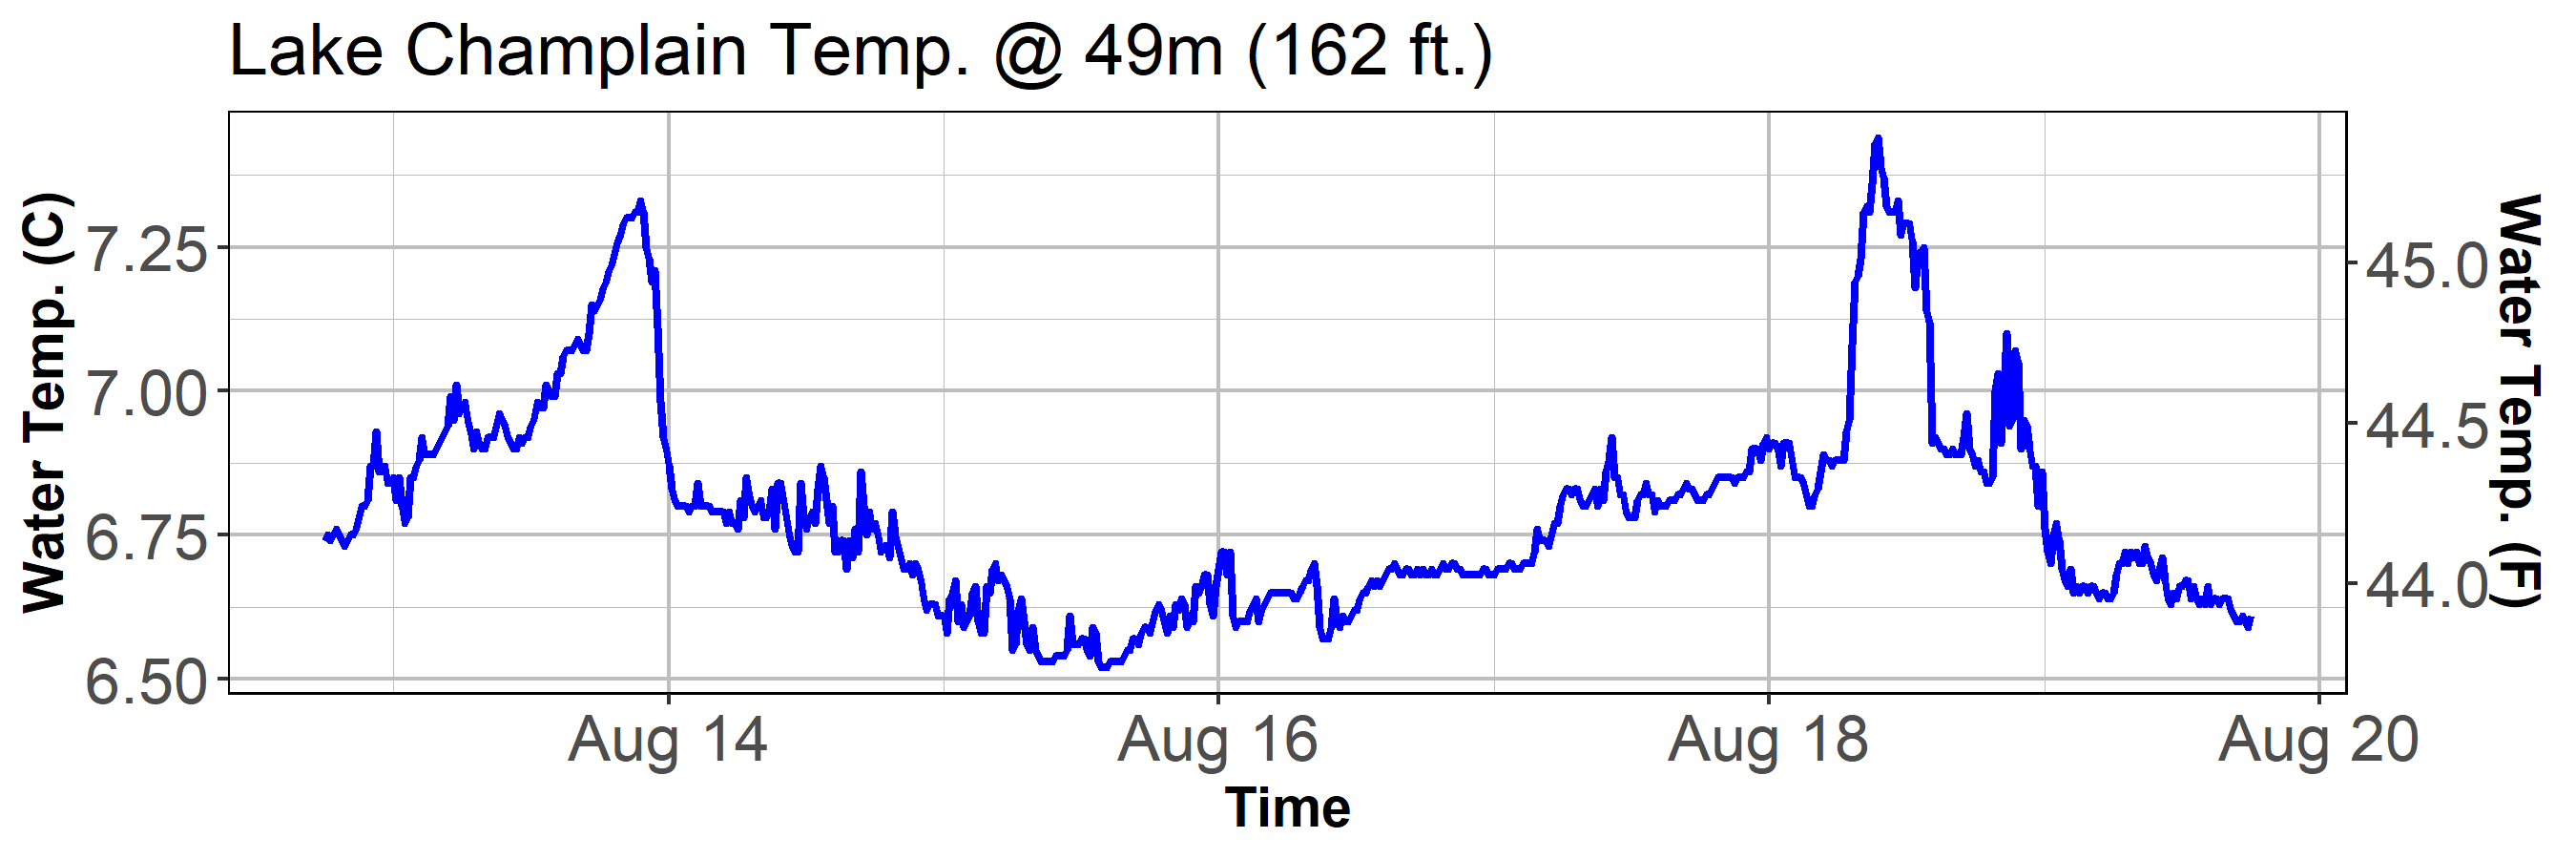 Lake Champlain Temp. @ 49m (162 ft.)
Water Temp. (C)
7.25
7.00
6.75
6.50
45.0
44.5
44.0
Water Temp. (F)
Aug 14
Aug 16
Aug 18
Aug 20
Time